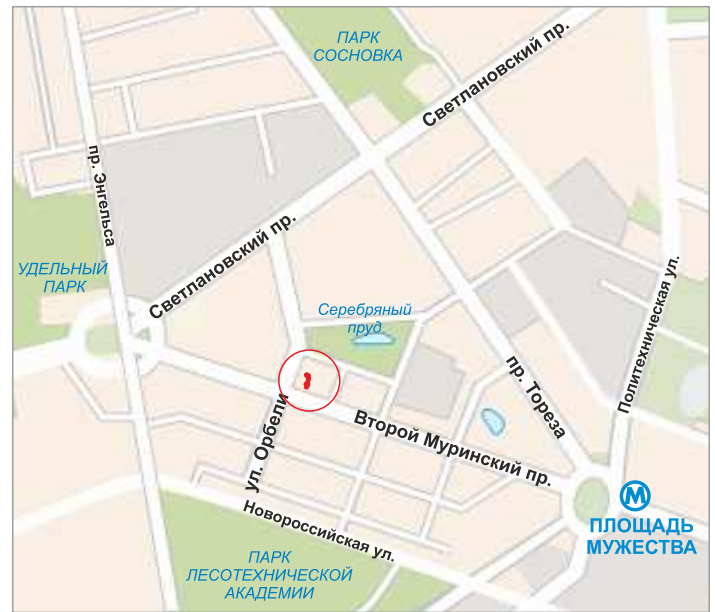 ПАРК
СОСНОВКА
Светлановский пр.
пр. Энгельса
Светлановский пр.
УДЕЛЬНЫЙ
ПАРК
Серебряный
пруд
Политехническая ул.
пр. Тореза
ул. Орбели
Второй Муринский пр.
М
ПЛОЩАДЬ
МУЖЕСТВА
Новороссийская ул.
ПАРК
ЛЕСОТЕХНИЧЕСКОЙ
АКАДЕМИИ